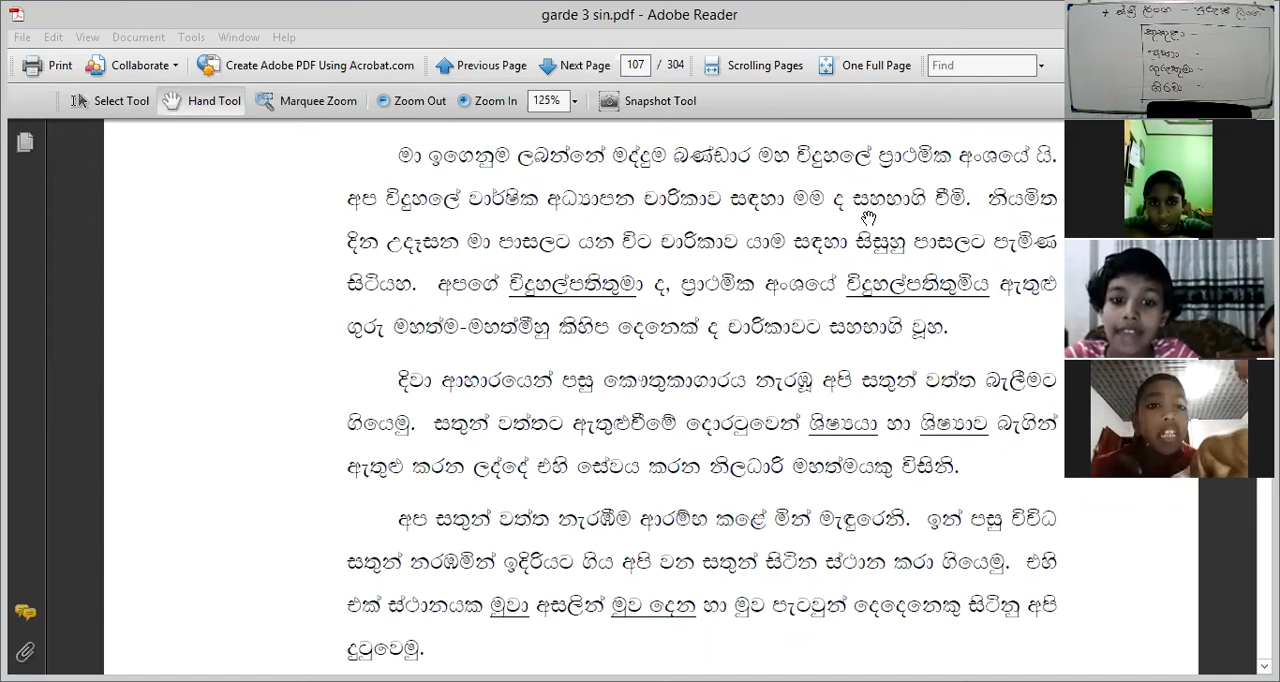 garde 3 sin.pdf - Adobe Reader
File Edit View Document Tools Window Help
Print Collaborate Create Adobe PDF Using Acrobat.com Previous Page Next Page 107 / 304 Scrolling Pages One Full Page Find
Select Tool Hand Tool Marquee Zoom Zoom Out Zoom In 125% Snapshot Tool
+ ස්ත්‍රී ලිංග - පුරුෂ ලිංග
කුකුළා -
ගිරවා -
මා ඉගෙනුම ලබන්නේ මද්දුම බණ්ඩාර මහ විදුහලේ ප්‍රාථමික අංශයේ යි.
අප විදුහලේ වාර්ෂික අධ්‍යාපන චාරිකාව සඳහා මම ද සහභාගි වීමි. නියමිත
දින උදෑසන මා පාසලට යන විට චාරිකාව යාම සඳහා සිසුහු පාසලට පැමිණ
සිටියහ. අපගේ විදුහල්පතිතුමා ද, ප්‍රාථමික අංශයේ විදුහල්පතිතුමිය ඇතුළු
ගුරු මහත්ම-මහත්මීහු කිහිප දෙනෙක් ද චාරිකාවට සහභාගි වූහ.
දිවා ආහාරයෙන් පසු කෞතුකාගාරය නැරඹූ අපි සතුන් වත්ත බැලීමට
ගියෙමු. සතුන් වත්තට ඇතුළුවීමේ දොරටුවෙන් ශිෂ්‍යයා හා ශිෂ්‍යාව බැගින්
ඇතුළු කරන ලද්දේ එහි සේවය කරන නිලධාරි මහත්මයකු විසිනි.
අප සතුන් වත්ත නැරඹීම ආරම්භ කළේ මින් මැඳුරෙනි. ඉන් පසු විවිධ
සතුන් නරඹමින් ඉදිරියට ගිය අපි වන සතුන් සිටින ස්ථාන කරා ගියෙමු. එහි
එක් ස්ථානයක මුවා අසලින් මුව දෙන හා මුව පැටවුන් දෙදෙනෙකු සිටිනු අපි
දුටුවෙමු.